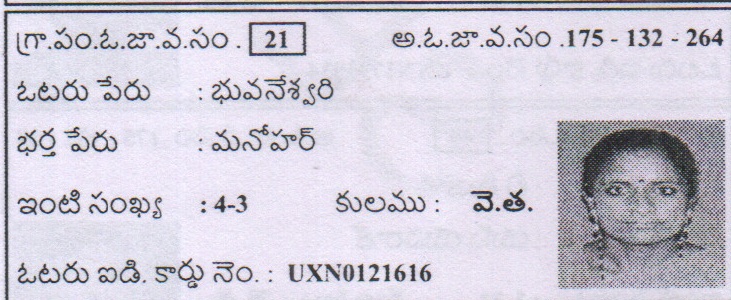 గ్రా.పం.ఓ.జా.వ.సం . 21 అ.ఓ.జా.వ.సం .175 - 132 - 264
ఓటరు పేరు : భువనేశ్వరి
భర్త పేరు : మనోహర్
ఇంటి సంఖ్య : 4-3 కులము : వె.త.
ఓటరు ఐడి. కార్డు నెం. : UXN0121616